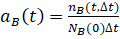 a_B(t) = n_B(t,Δt) / N_B(0)Δt